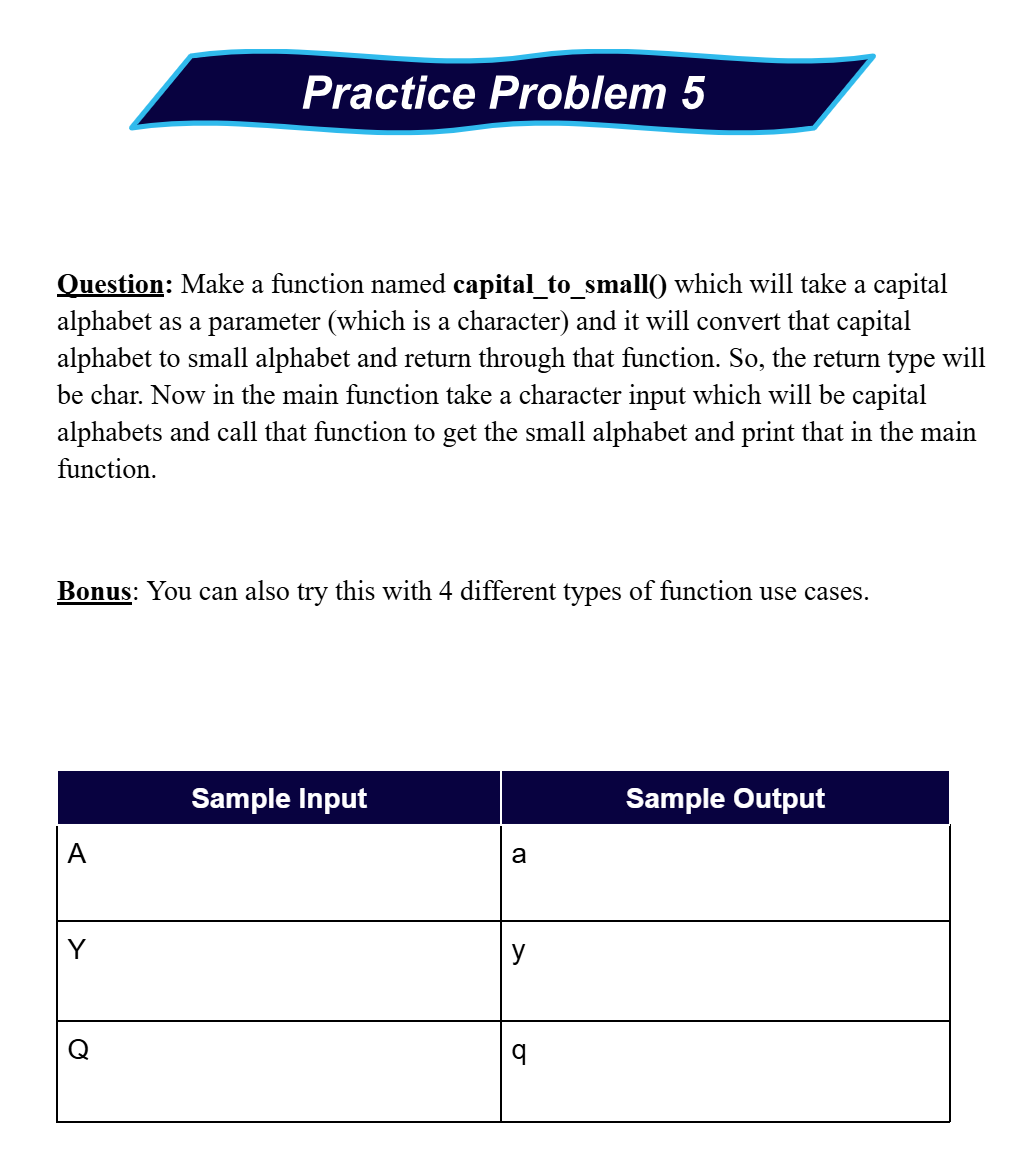 Practice Problem 5
Question: Make a function named capital_to_small() which will take a capital
alphabet as a parameter (which is a character) and it will convert that capital
alphabet to small alphabet and return through that function. So, the return type will
be char. Now in the main function take a character input which will be capital
alphabets and call that function to get the small alphabet and print that in the main
function.
Bonus: You can also try this with 4 different types of function use cases.
Sample Input Sample Output
A a
Y y
Q q